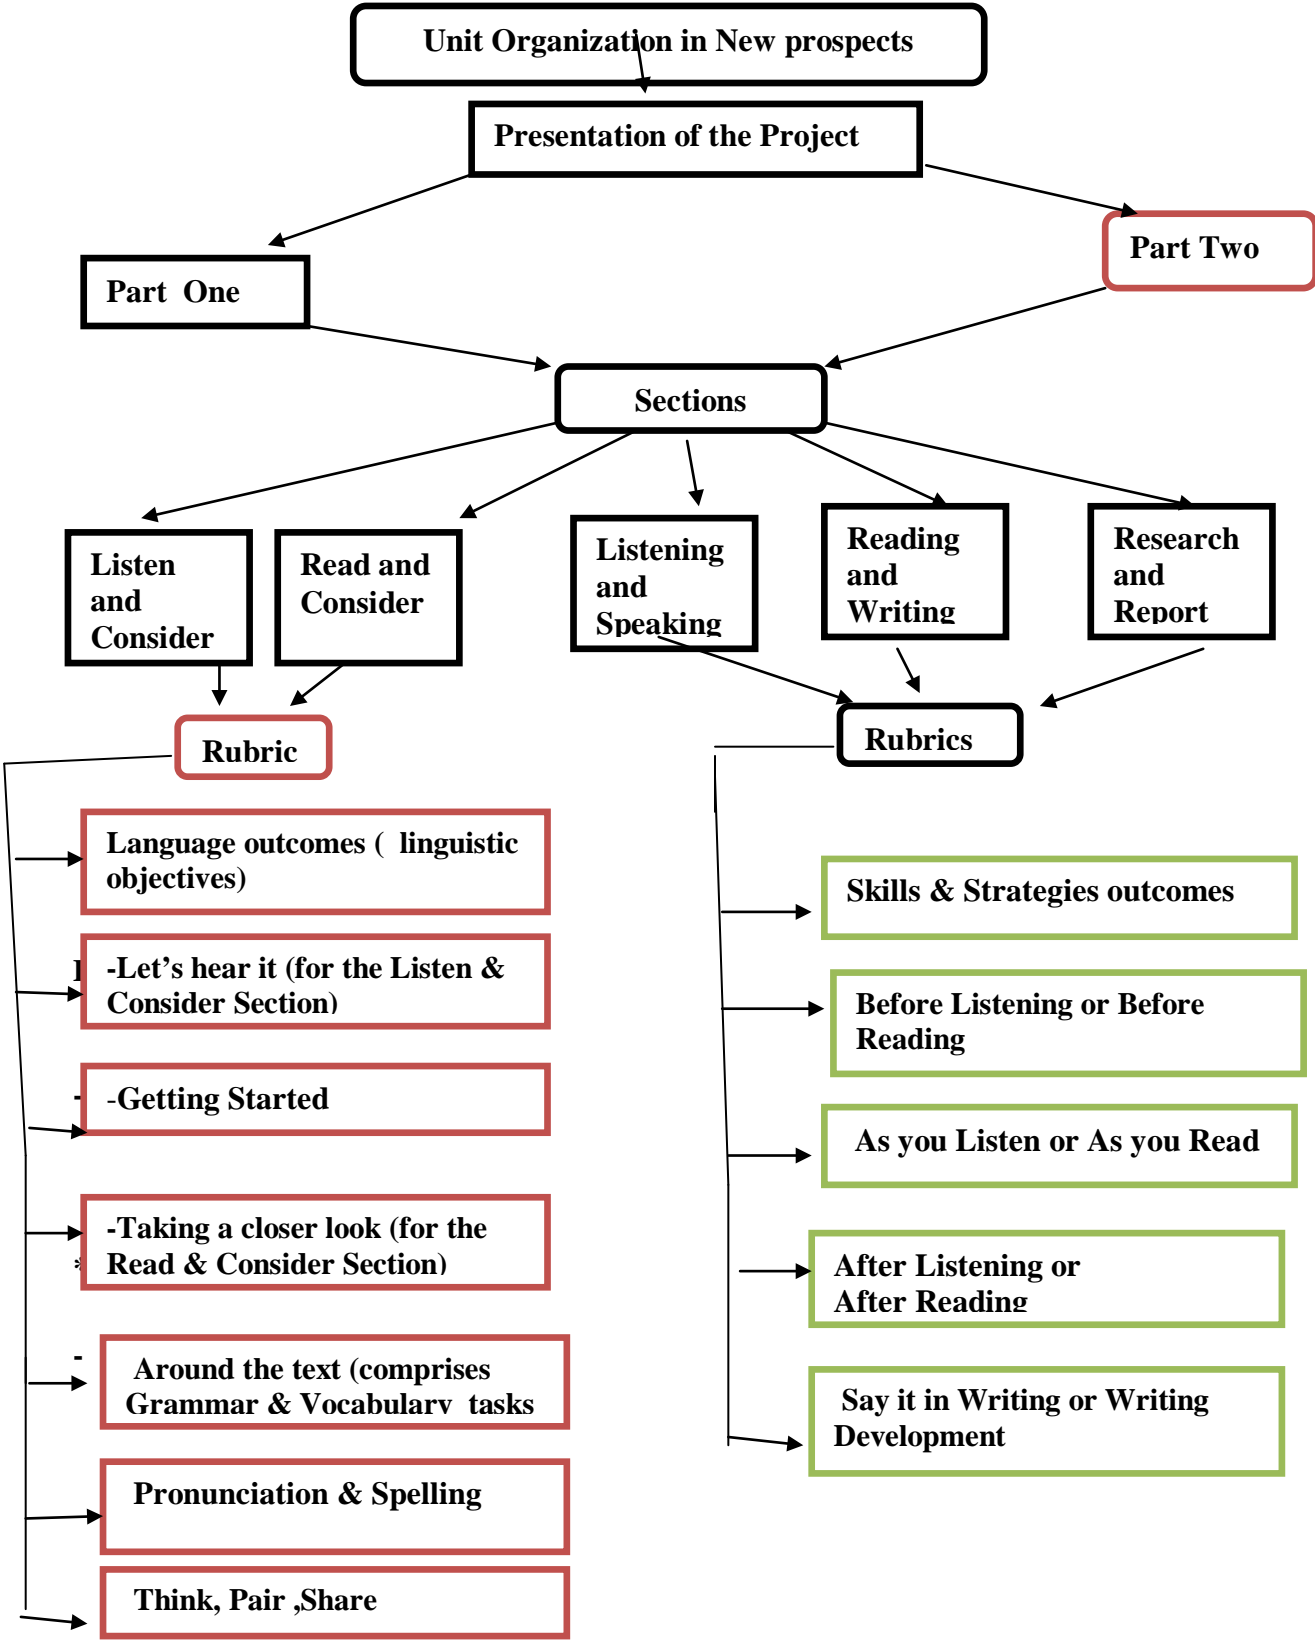 Unit Organization in New prospects
Presentation of the Project
Part Two
Part One
Sections
Listen
and
Consider
Read and
Consider
Listening
and
Speaking
Reading
and
Writing
Research
and
Report
Rubric
Rubrics
Language outcomes ( linguistic
objectives)
-Let’s hear it (for the Listen &
Consider Section)
-
-Getting Started
-Taking a closer look (for the
* Read & Consider Section)
-
Around the text (comprises
Grammar & Vocabulary tasks
Pronunciation & Spelling
Think, Pair ,Share
Skills & Strategies outcomes
Before Listening or Before
Reading
As you Listen or As you Read
After Listening or
After Reading
Say it in Writing or Writing
Development